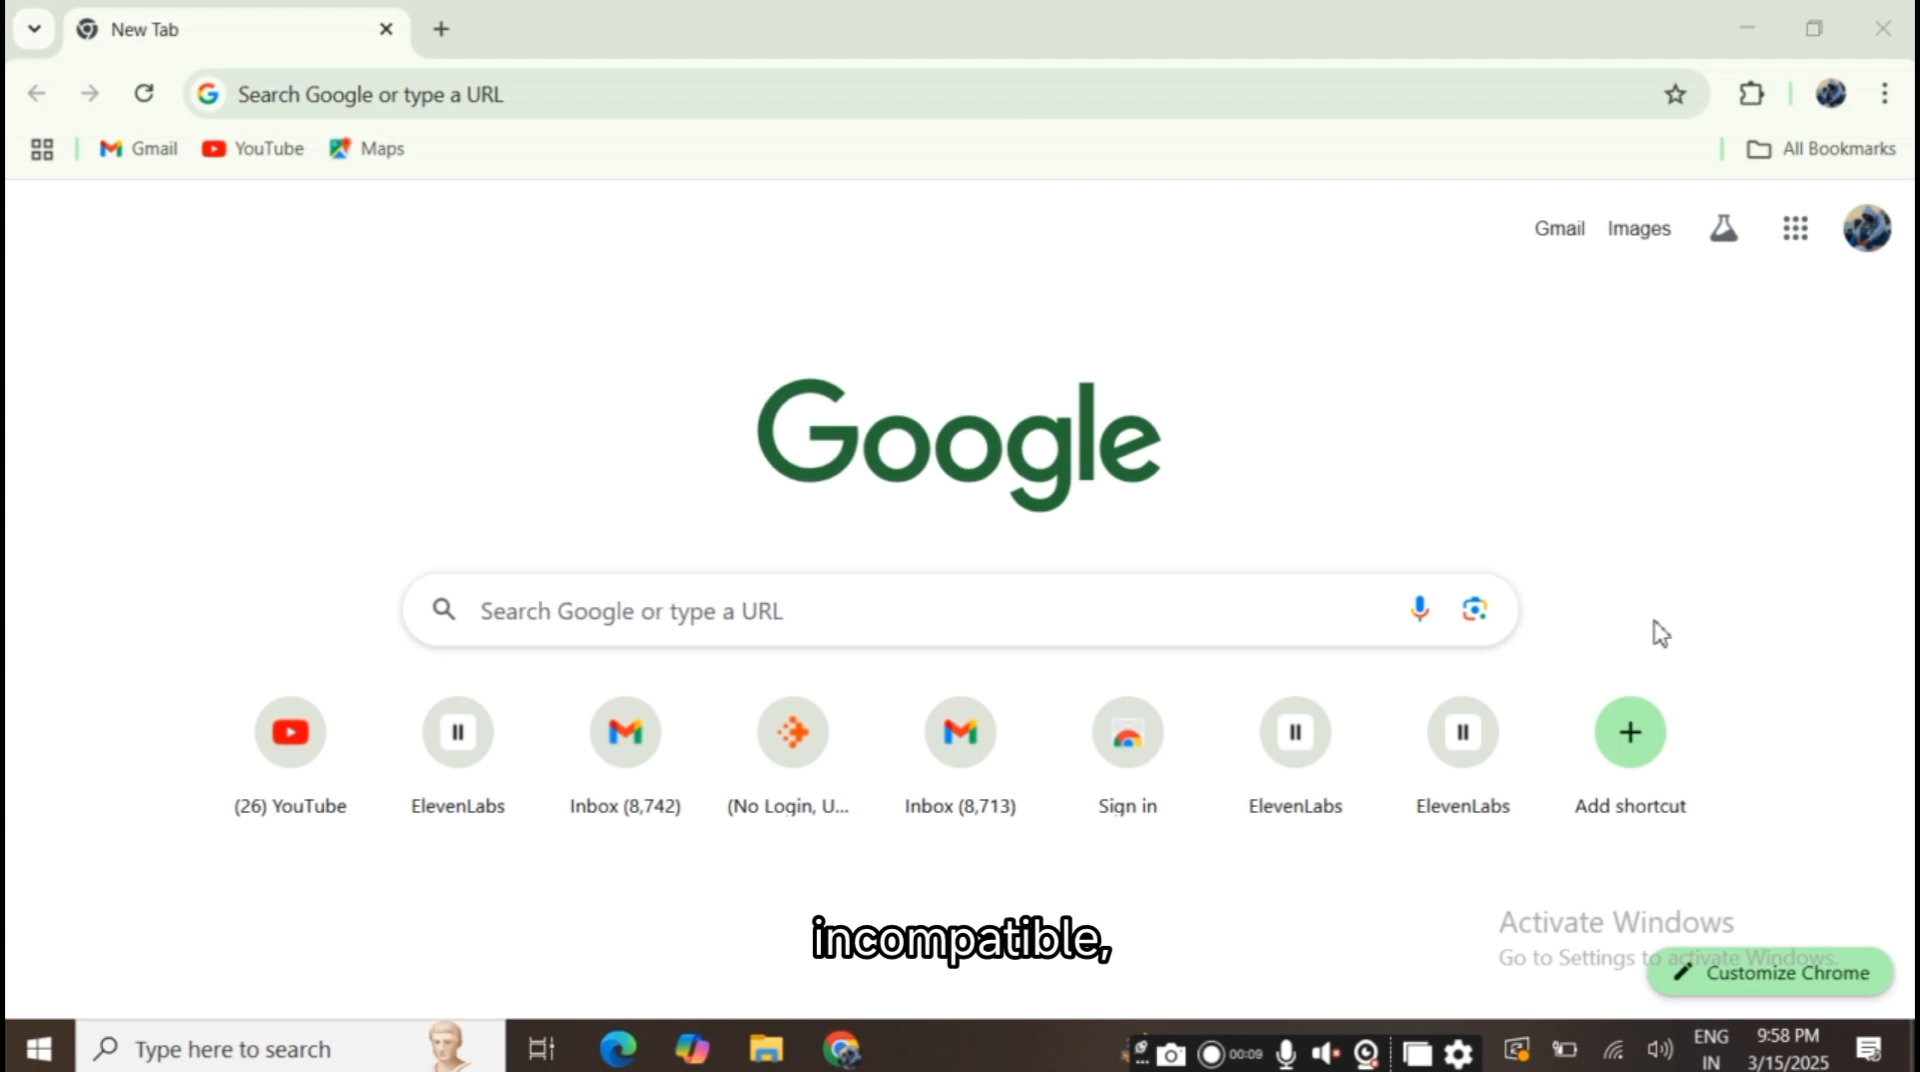 New Tab
Search Google or type a URL
Gmail YouTube Maps All Bookmarks
Gmail Images
Google
Search Google or type a URL
(26) YouTube ElevenLabs Inbox (8,742) (No Login, U... Inbox (8,713) Sign in ElevenLabs ElevenLabs Add shortcut
incompatible,
Activate Windows
Go to Settings to activate Windows.
Customize Chrome
Type here to search
00:09
ENG
IN
9:58 PM
3/15/2025